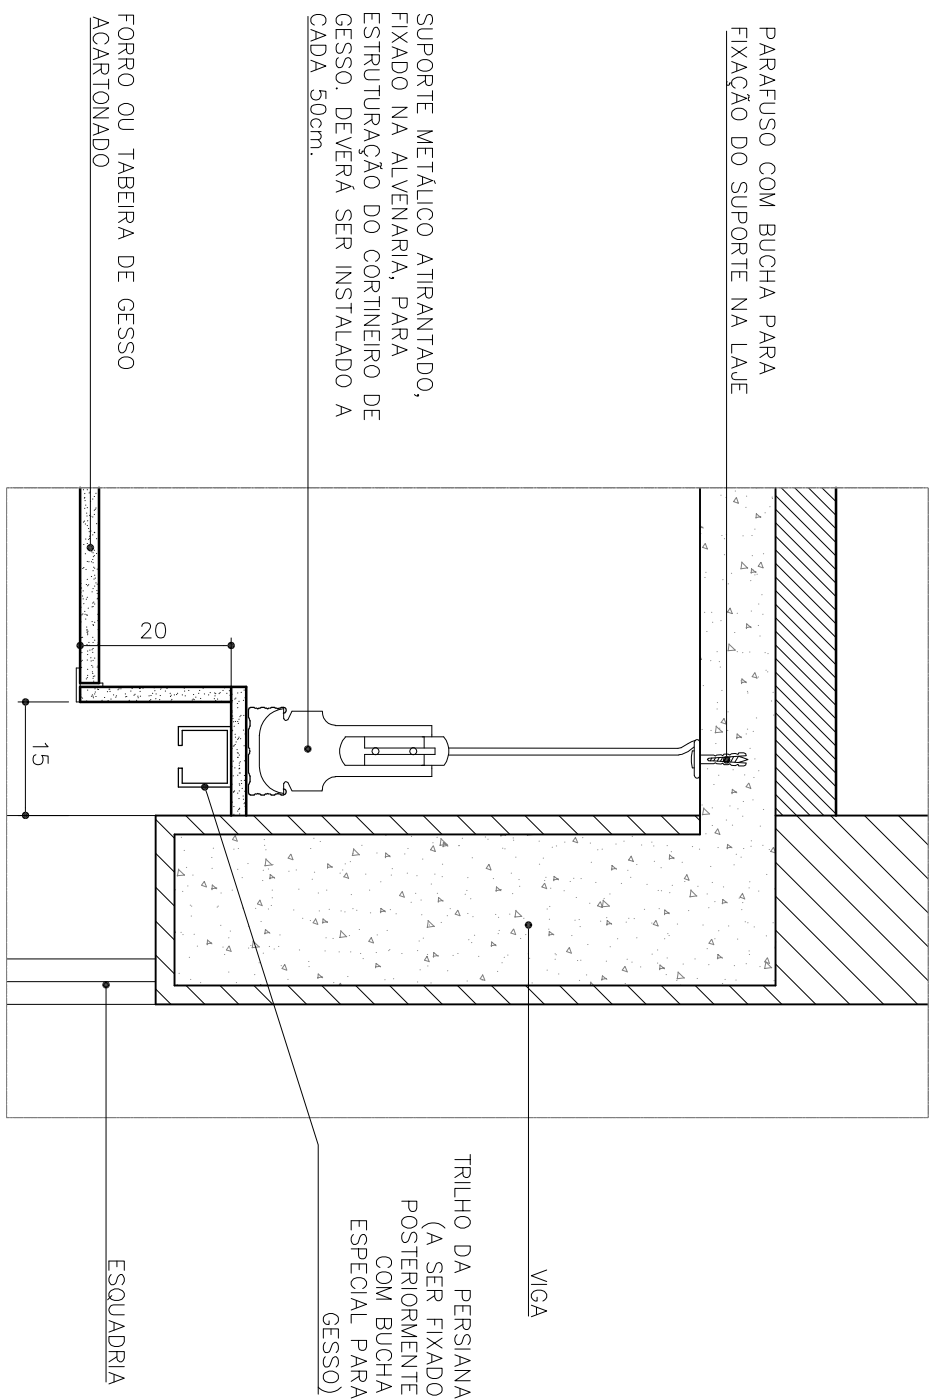 PARAFUSO COM BUCHA PARA
FIXAÇÃO DO SUPORTE NA LAJE
SUPORTE METÁLICO ATIRANTADO,
FIXADO NA ALVENARIA, PARA
ESTRUTURAÇÃO DO CORTINEIRO DE
GESSO. DEVERÁ SER INSTALADO A
CADA 50cm.
FORRO OU TABEIRA DE GESSO
ACARTONADO
20
15
VIGA
TRILHO DA PERSIANA
(A SER FIXADO
POSTERIORMENTE
COM BUCHA
ESPECIAL PARA
GESSO)
ESQUADRIA